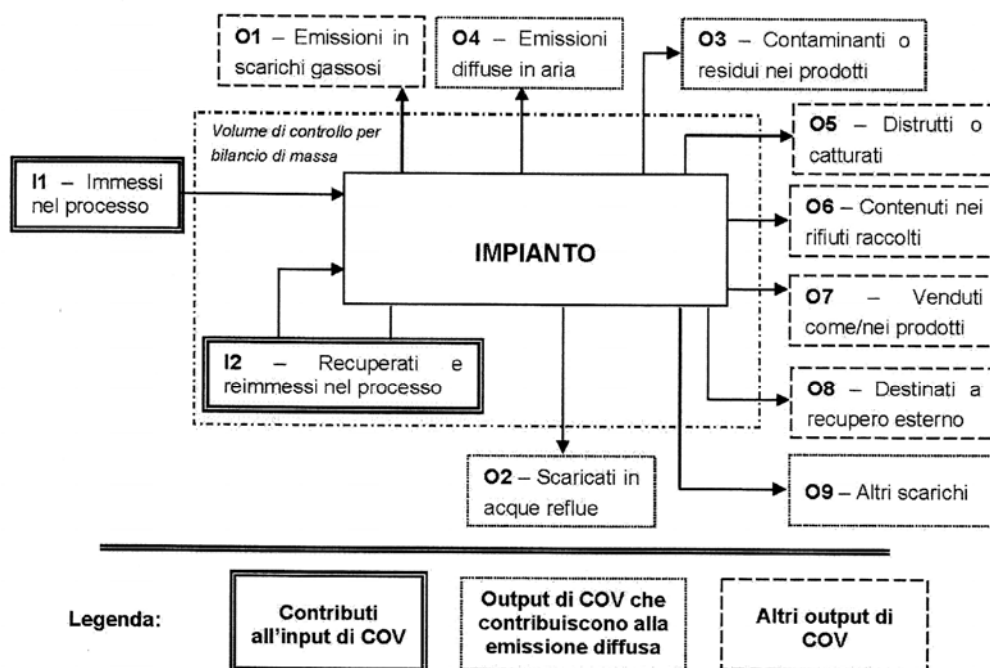 O1 – Emissioni in
scarichi gassosi
O4 – Emissioni
diffuse in aria
O3 – Contaminanti o
residui nei prodotti
Volume di controllo per
bilancio di massa
O5 – Distrutti o
catturati
I1 – Immessi
nel processo
O6 – Contenuti nei
rifiuti raccolti
IMPIANTO
O7 – Venduti
come/nei prodotti
I2 – Recuperati e
reimmessi nel processo
O8 – Destinati a
recupero esterno
O2 – Scaricati in
acque reflue
O9 – Altri scarichi
Legenda:
Contributi
all'input di COV
Output di COV che
contribuiscono alla
emissione diffusa
Altri output di
COV